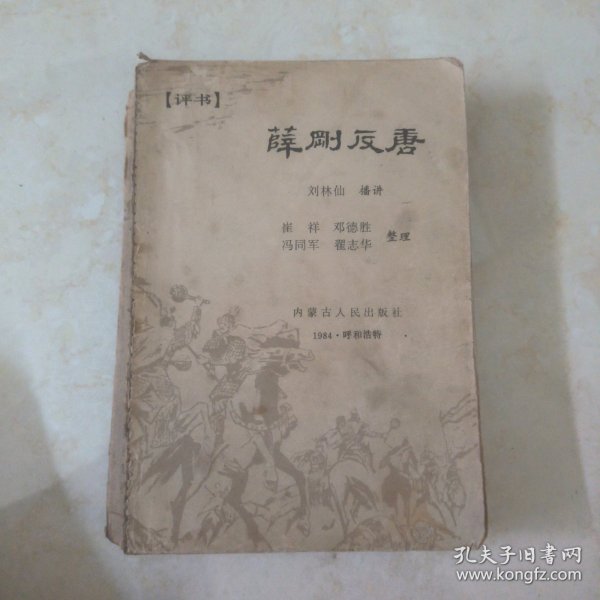 【评书】
薛剛反唐
刘林仙 播讲
崔祥 邓德胜
冯同军 翟志华 整理
内蒙古人民出版社
1984·呼和浩特
孔夫子旧书网
www.kongfz.com